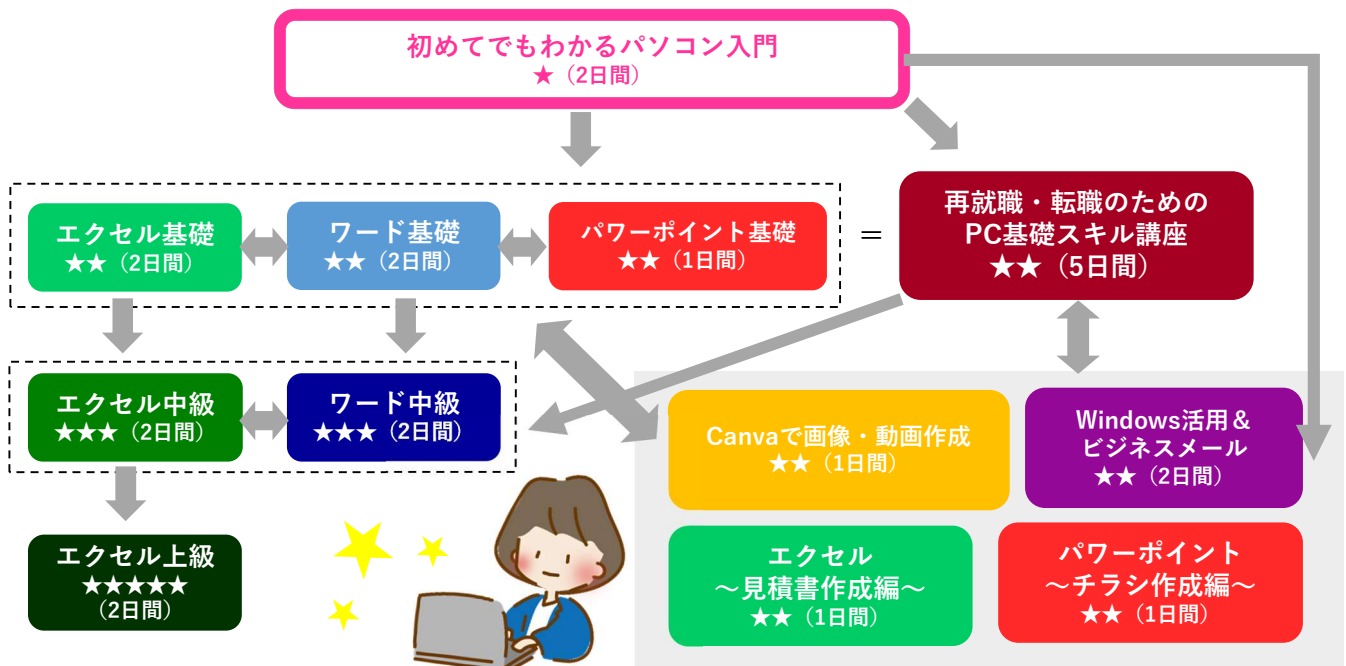 初めてでもわかるパソコン入門
★（2日間）
エクセル基礎
★★（2日間）
ワード基礎
★★（2日間）
パワーポイント基礎
★★（1日間）
＝
再就職・転職のための
PC基礎スキル講座
★★（5日間）
エクセル中級
★★★（2日間）
ワード中級
★★★（2日間）
Canvaで画像・動画作成
★★（1日間）
Windows活用＆
ビジネスメール
★★（2日間）
エクセル上級
★★★★★
（2日間）
エクセル
～見積書作成編～
★★（1日間）
パワーポイント
～チラシ作成編～
★★（1日間）